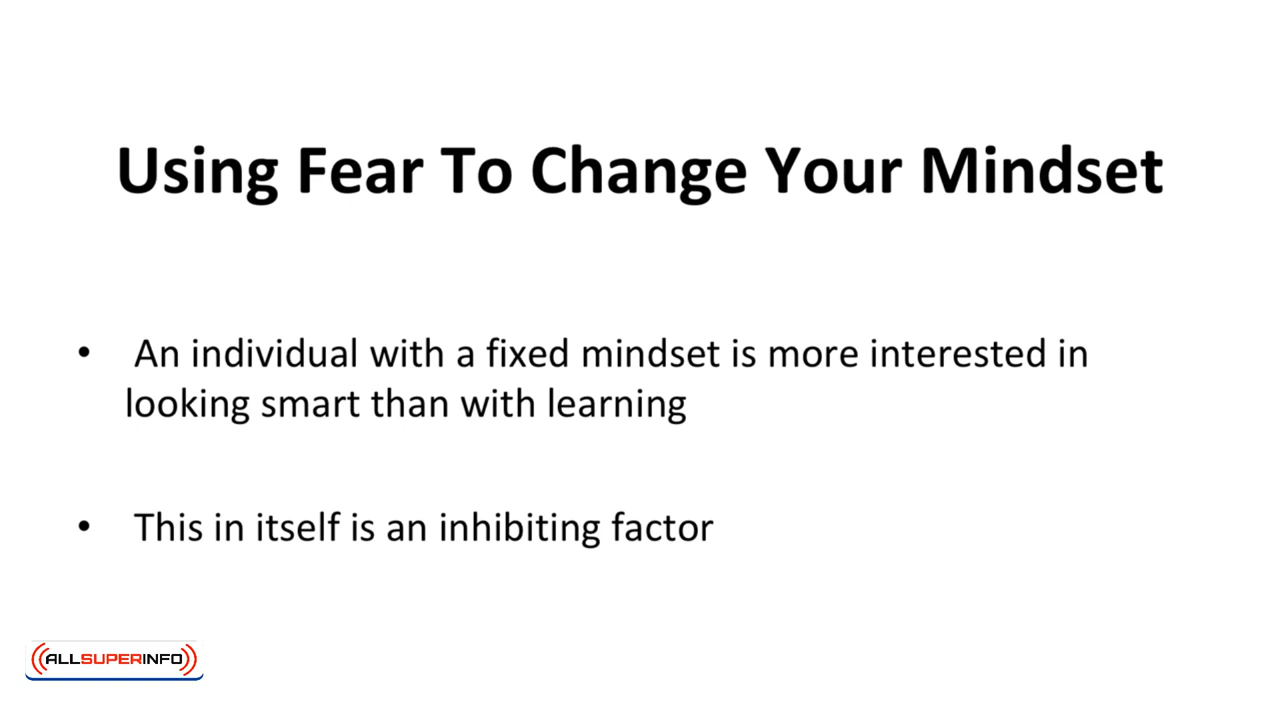 Using Fear To Change Your Mindset
• An individual with a fixed mindset is more interested in
looking smart than with learning
• This in itself is an inhibiting factor
ALLSUPERINFO